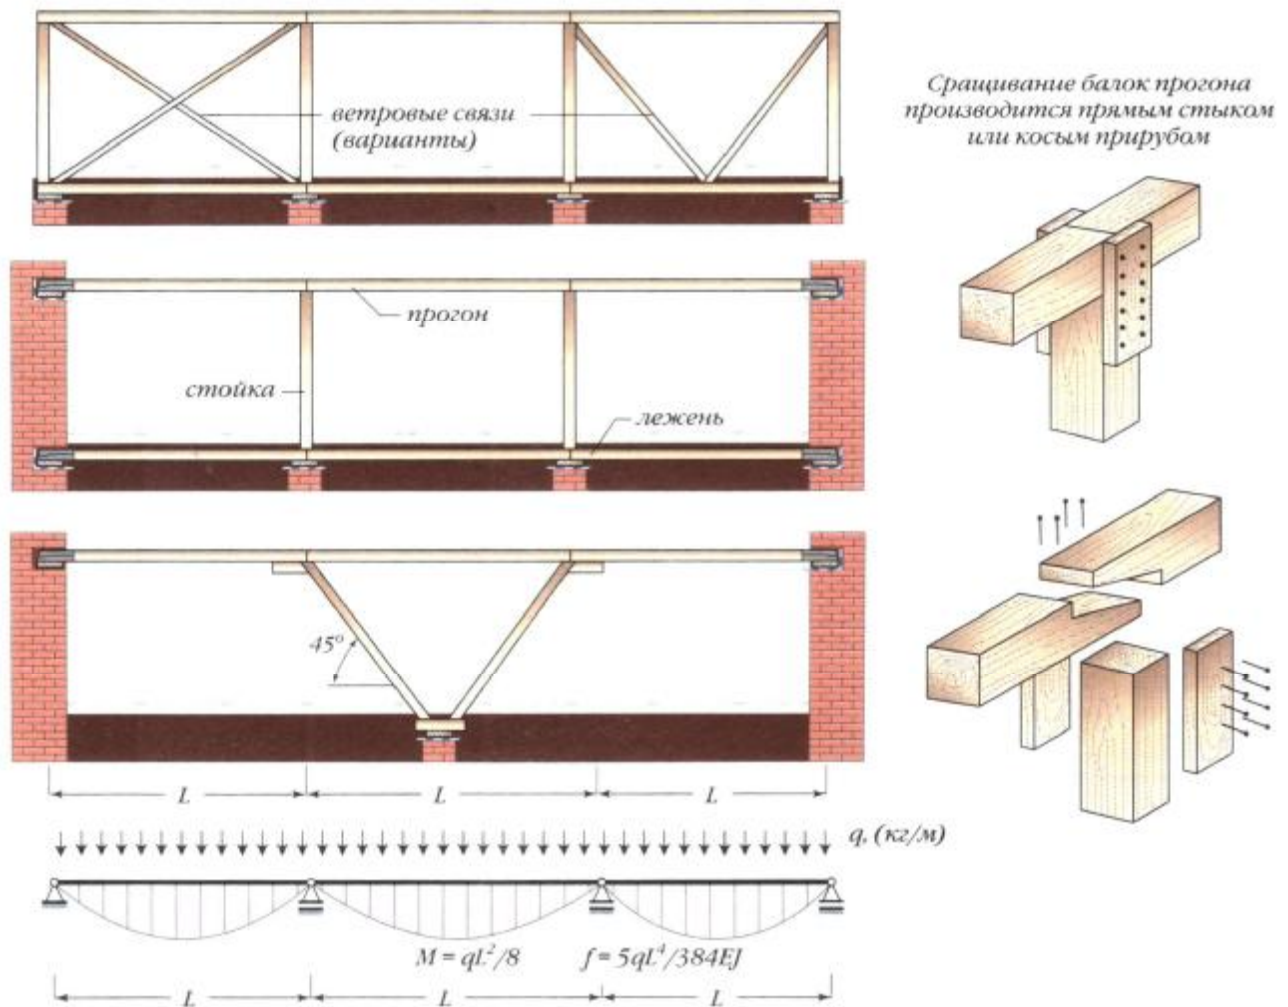 ветровые связи
(варианты)
Сращивание балок прогона
производится прямым стыком
или косым прирубом
прогон
стойка
лежень
45°
L L L
q, (кг/м)
M = qL²/8 f = 5qL⁴/384EJ
L L L